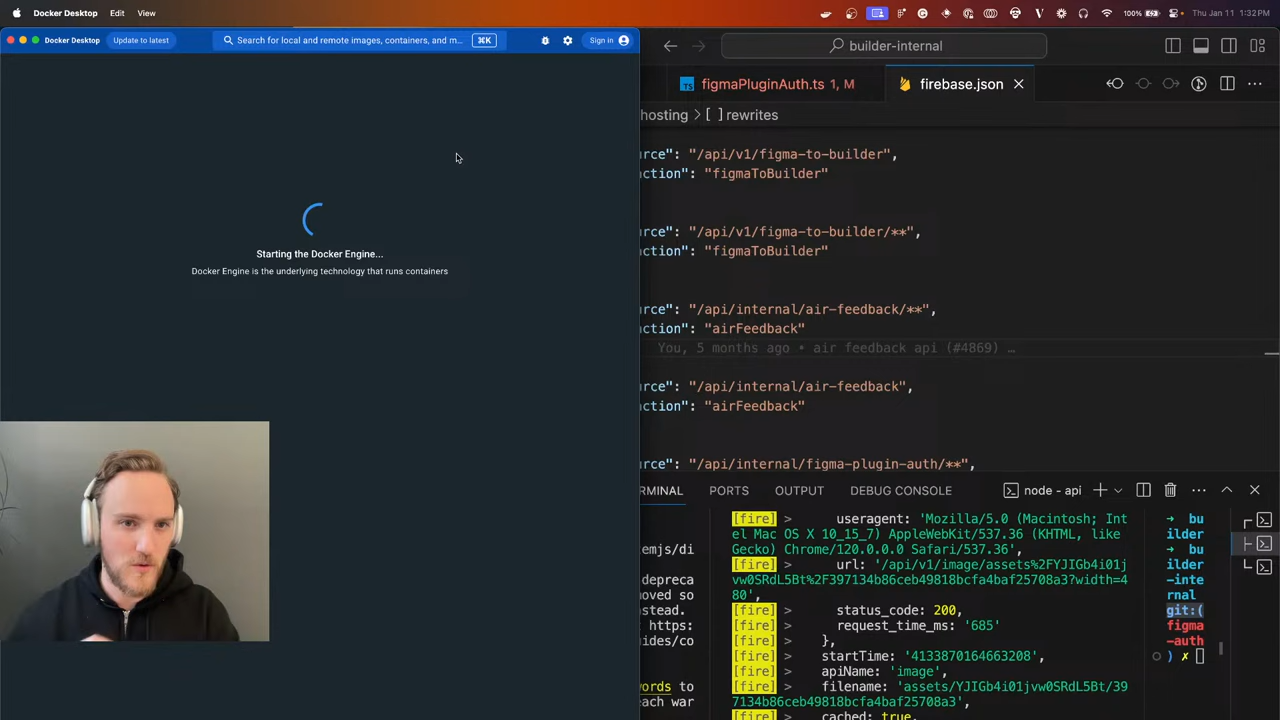 Docker Desktop Edit View
100% Thu Jan 11 1:32PM
Docker Desktop Update to latest Search for local and remote images, containers, and m... ⌘K Sign in
Starting the Docker Engine...
Docker Engine is the underlying technology that runs containers
builder-internal
TS figmaPluginAuth.ts 1, M firebase.json
hosting > [ ] rewrites
rce": "/api/v1/figma-to-builder",
ction": "figmaToBuilder"
rce": "/api/v1/figma-to-builder/**",
ction": "figmaToBuilder"
rce": "/api/internal/air-feedback/**",
ction": "airFeedback"
You, 5 months ago • air feedback api (#4869) …
rce": "/api/internal/air-feedback",
ction": "airFeedback"
rce": "/api/internal/figma-plugin-auth/**",
ERMINAL PORTS OUTPUT DEBUG CONSOLE node - api
emjs/di
depreca
moved so
nstead.
t https:
uides/co
words to
each war
[fire] > useragent: 'Mozilla/5.0 (Macintosh; Int
el Mac OS X 10_15_7) AppleWebKit/537.36 (KHTML, like
Gecko) Chrome/120.0.0.0 Safari/537.36',
[fire] > url: '/api/v1/image/assets%2FYJIGb4i01j
vw0SRdL5Bt%2F397134b86ceb49818bcfa4baf25708a3?width=4
80',
[fire] > status_code: 200,
[fire] > request_time_ms: '685'
[fire] > },
[fire] > startTime: '4133870164663208',
[fire] > apiName: 'image',
[fire] > filename: 'assets/YJIGb4i01jvw0SRdL5Bt/39
7134b86ceb49818bcfa4baf25708a3',
[fire] > cached: true,
→ bu
ilder
→ bu
ilder
-inte
rnal
git:(
figma
-auth
) ✗